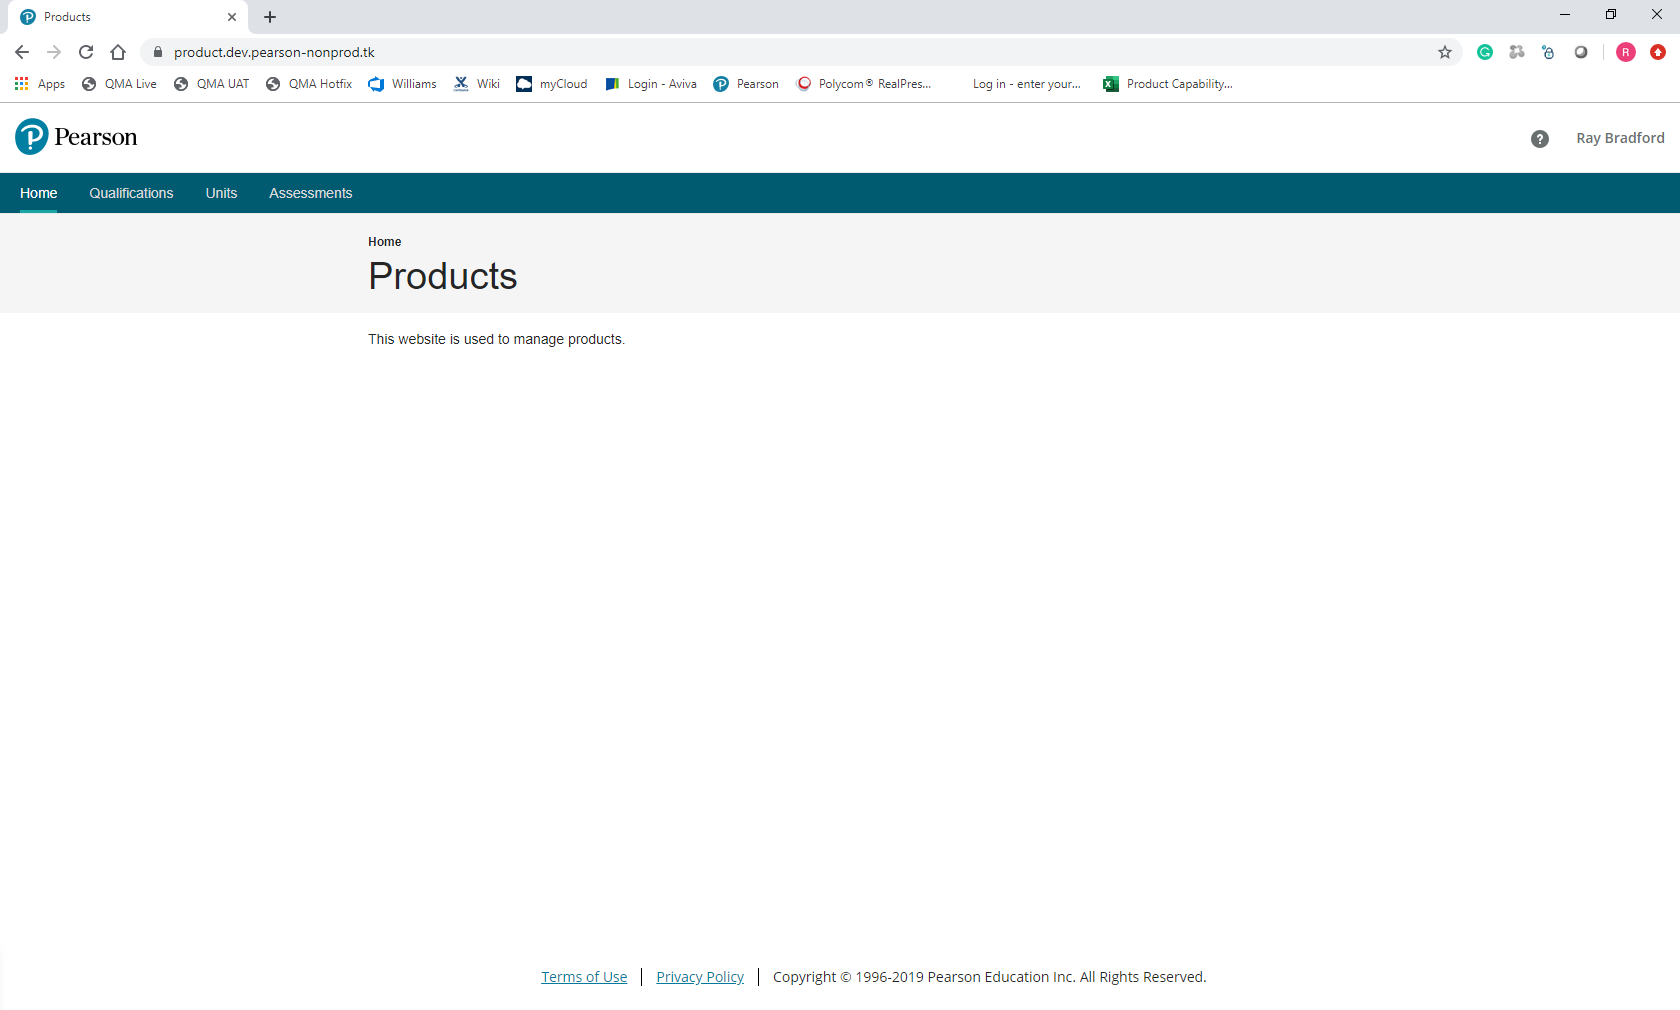 Products
product.dev.pearson-nonprod.tk
R
Apps QMA Live QMA UAT QMA Hotfix Williams Wiki myCloud Login - Aviva Pearson Polycom® RealPres... Log in - enter your... Product Capability...
Pearson
? Ray Bradford
Home Qualifications Units Assessments
Home
Products
This website is used to manage products.
Terms of Use | Privacy Policy | Copyright © 1996-2019 Pearson Education Inc. All Rights Reserved.